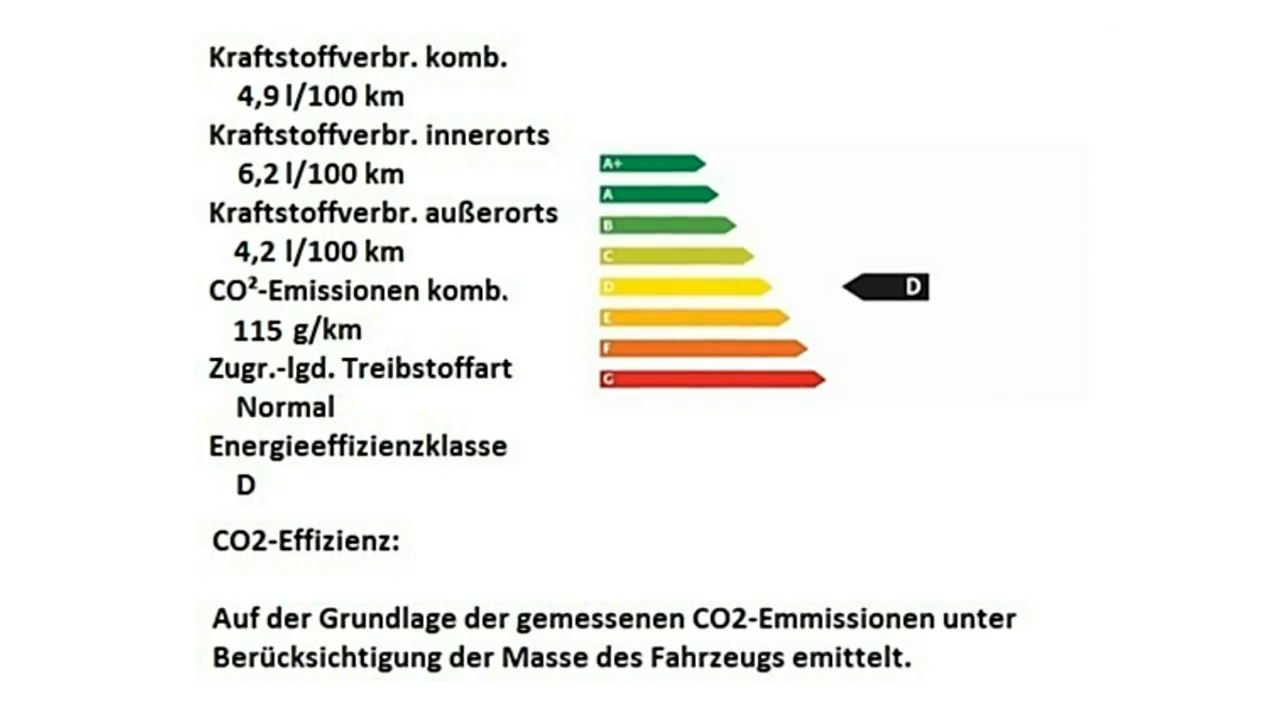 Kraftstoffverbr. komb.
4,9 l/100 km
Kraftstoffverbr. innerorts
6,2 l/100 km
Kraftstoffverbr. außerorts
4,2 l/100 km
CO²-Emissionen komb.
115 g/km
Zugr.-lgd. Treibstoffart
Normal
Energieeffizienzklasse
D
A+
A
B
C
D
E
F
G
D
CO2-Effizienz:
Auf der Grundlage der gemessenen CO2-Emmissionen unter
Berücksichtigung der Masse des Fahrzeugs emittelt.